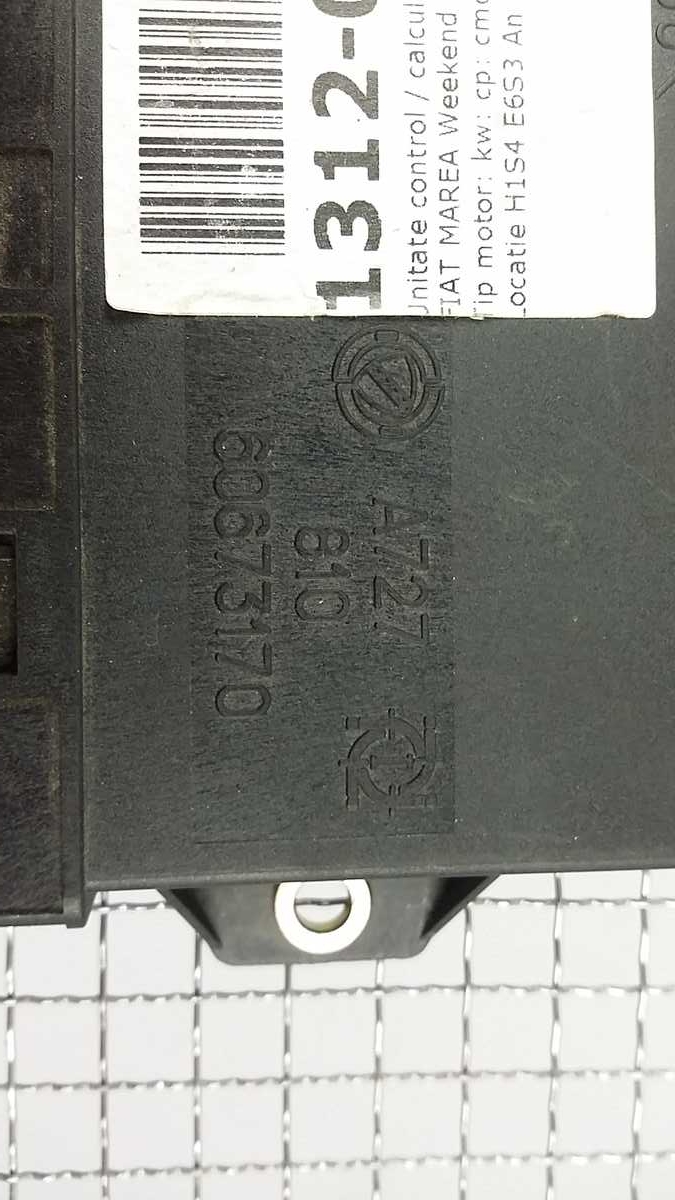 1312-0
Unitate control / calcul
FIAT MAREA Weekend
Tip motor: kw: cp: cmc
Locatie H1S4 E6S3 An
A727
810
60673170